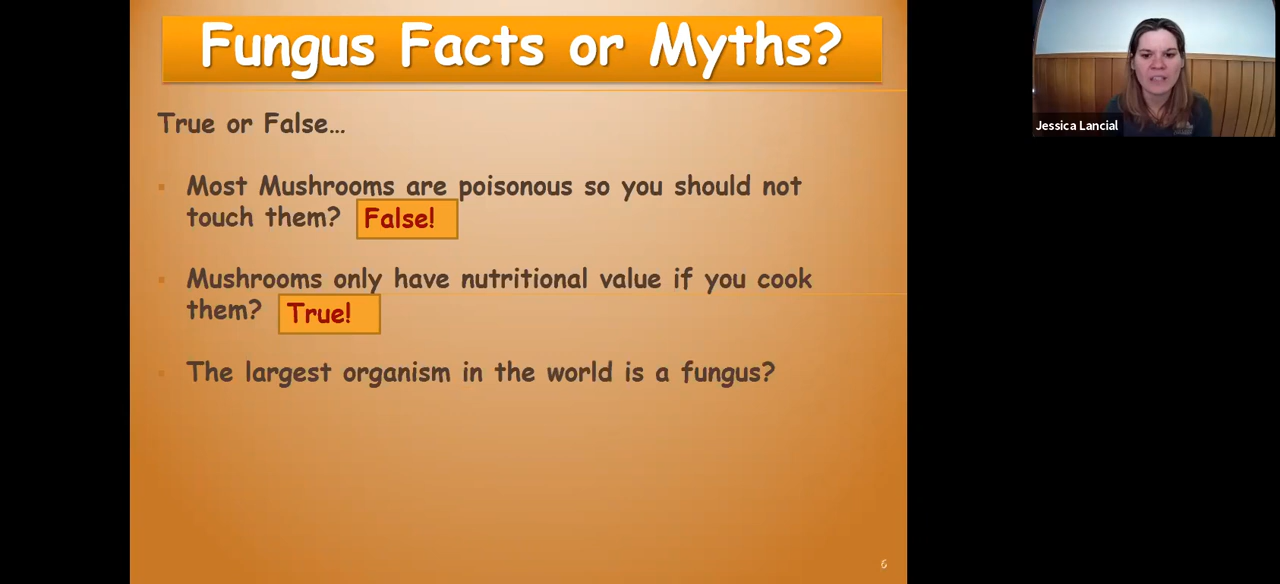 Fungus Facts or Myths?
Jessica Lancial
True or False...
Most Mushrooms are poisonous so you should not
touch them? False!
Mushrooms only have nutritional value if you cook
them? True!
The largest organism in the world is a fungus?
6